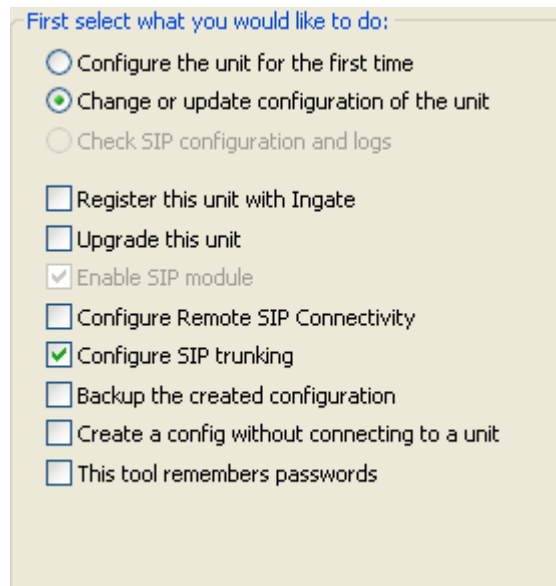 First select what you would like to do:
Configure the unit for the first time
Change or update configuration of the unit
Check SIP configuration and logs
Register this unit with Ingate
Upgrade this unit
Enable SIP module
Configure Remote SIP Connectivity
Configure SIP trunking
Backup the created configuration
Create a config without connecting to a unit
This tool remembers passwords